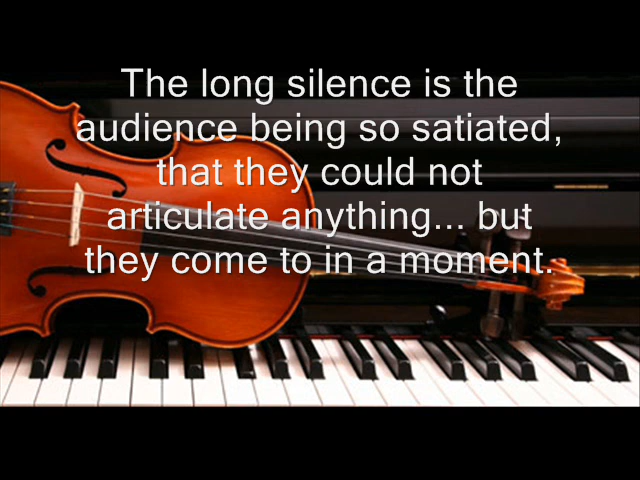 The long silence is the
audience being so satiated,
that they could not
articulate anything... but
they come to in a moment.